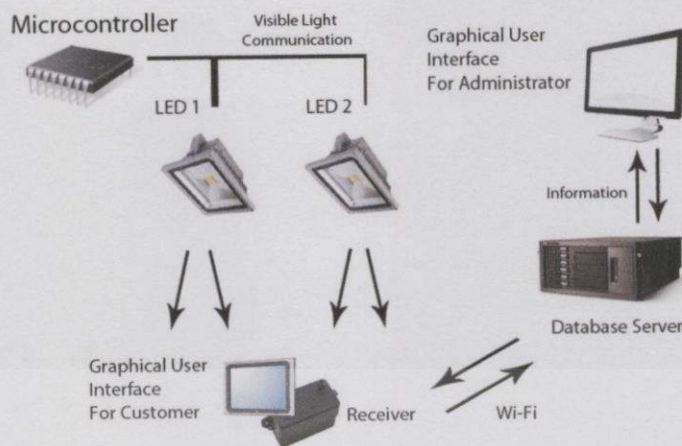 Microcontroller
Visible Light
Communication
LED 1
LED 2
Graphical User
Interface
For Administrator
Information
Database Server
Graphical User
Interface
For Customer
Receiver
Wi-Fi